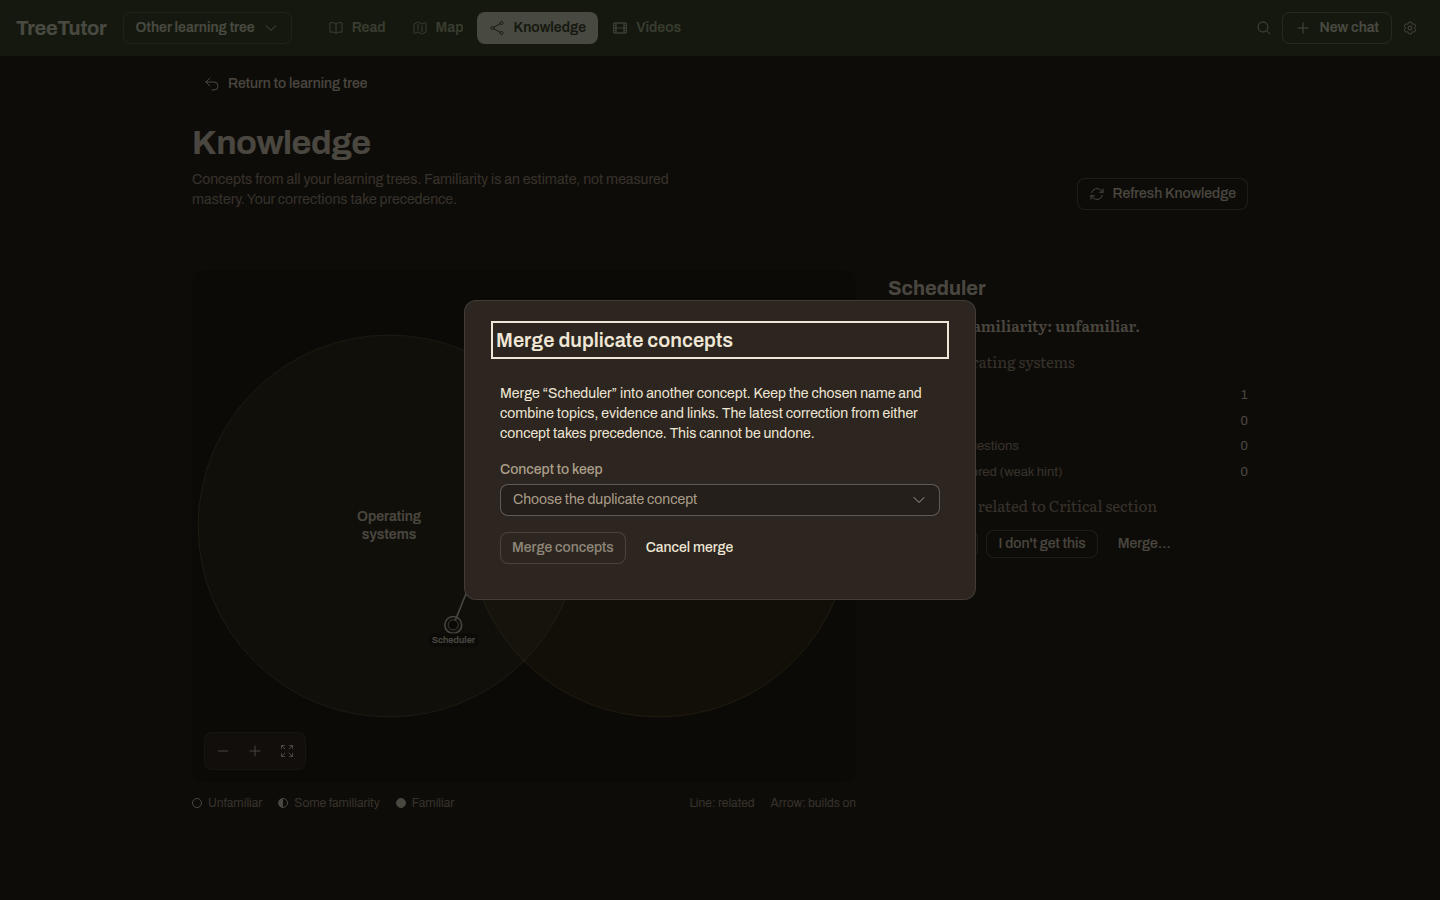 TreeTutor
Other learning tree
Read
Map
Knowledge
Videos
New chat
Return to learning tree
Knowledge
Concepts from all your learning trees. Familiarity is an estimate, not measured
mastery. Your corrections take precedence.
Refresh Knowledge
Scheduler
amiliarity: unfamiliar.
rating systems
1
0
estions 0
red (weak hint) 0
related to Critical section
I don't get this
Merge...
Merge duplicate concepts
Merge “Scheduler” into another concept. Keep the chosen name and
combine topics, evidence and links. The latest correction from either
concept takes precedence. This cannot be undone.
Concept to keep
Choose the duplicate concept
Merge concepts
Cancel merge
Operating
systems
Scheduler
Unfamiliar
Some familiarity
Familiar
Line: related
Arrow: builds on